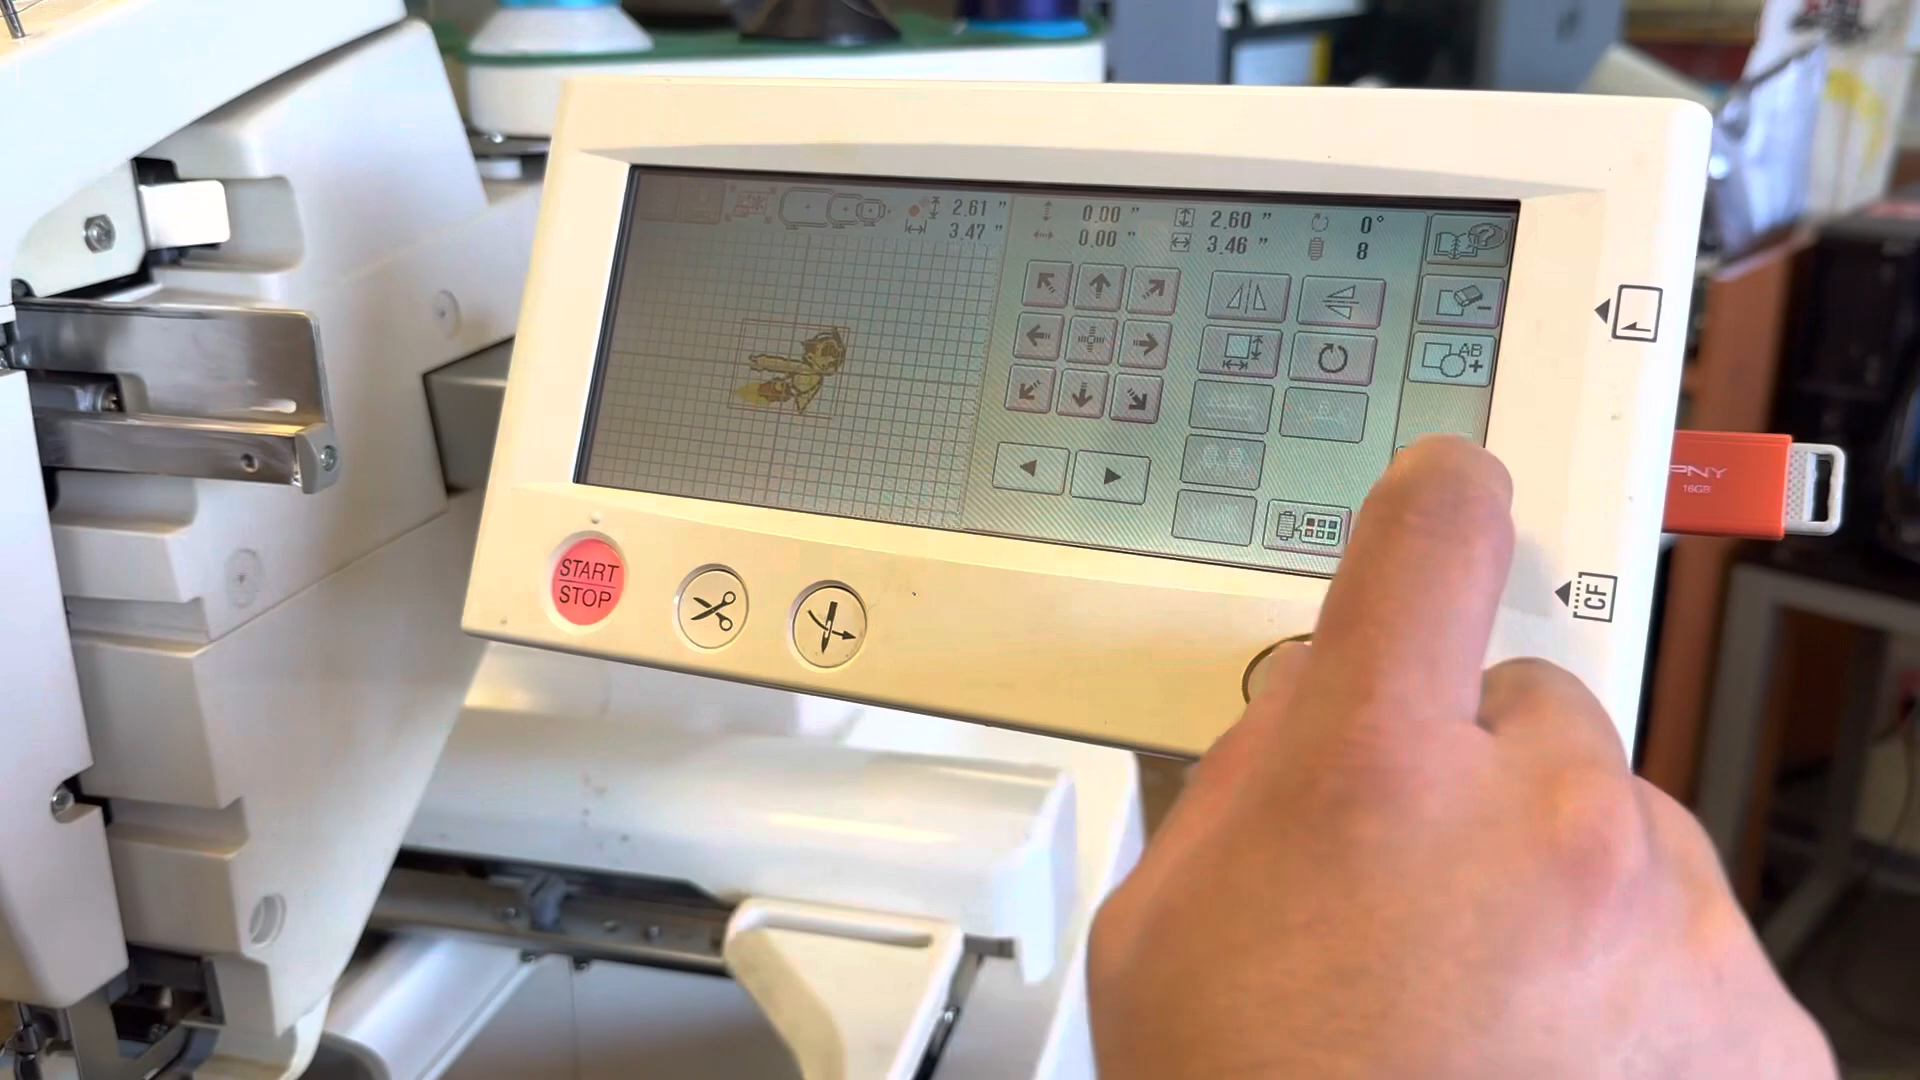 2.61 "
3.47 "
0.00 "
0.00 "
2.60 "
3.46 "
0°
8
AB
START
STOP
CF
PNY
16GB